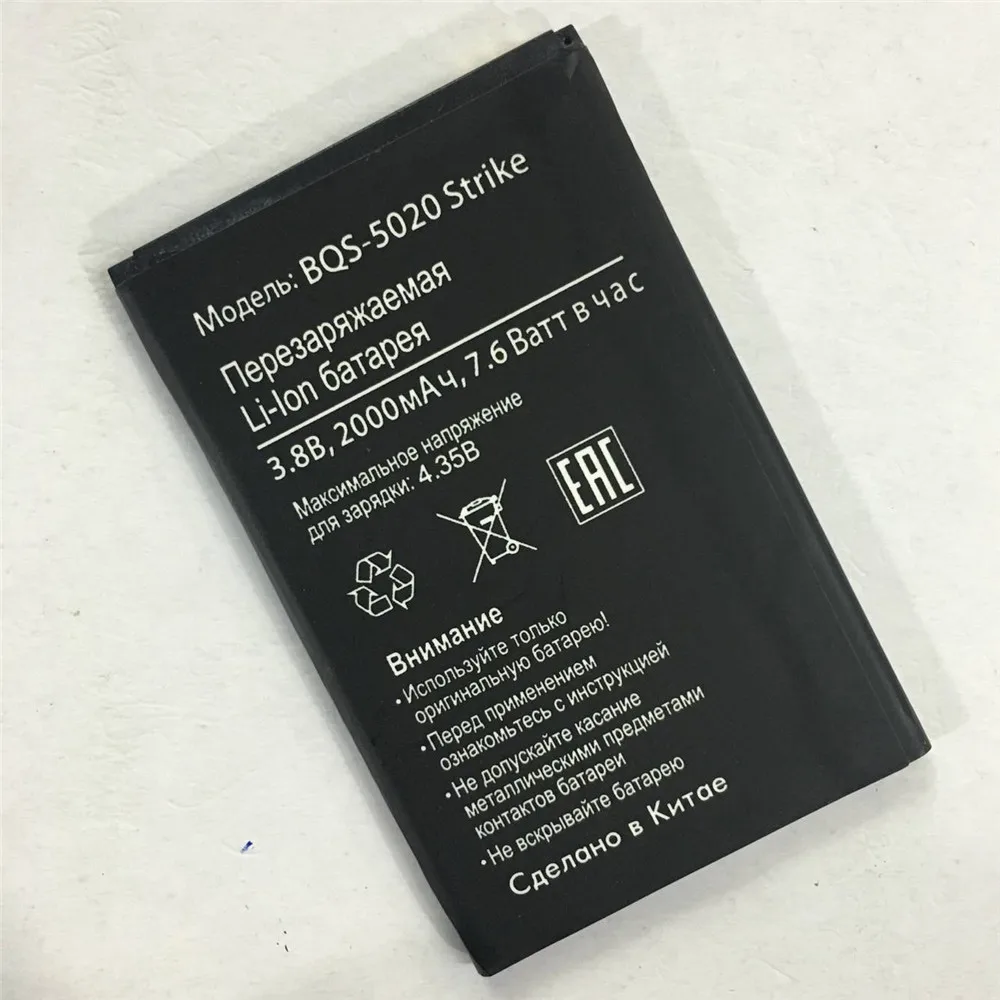 Модель: BQS-5020 Strike
Перезаряжаемая
Li-Ion батарея
3.8В, 2000мАч, 7.6 Ватт в час
Максимальное напряжение
для зарядки: 4.35В
EAC
Внимание
•Используйте только
оригинальную батарею!
•Перед применением
ознакомьтесь с инструкцией
•Не допускайте касание
металлическими предметами
контактов батареи
•Не вскрывайте батарею
Сделано в Китае